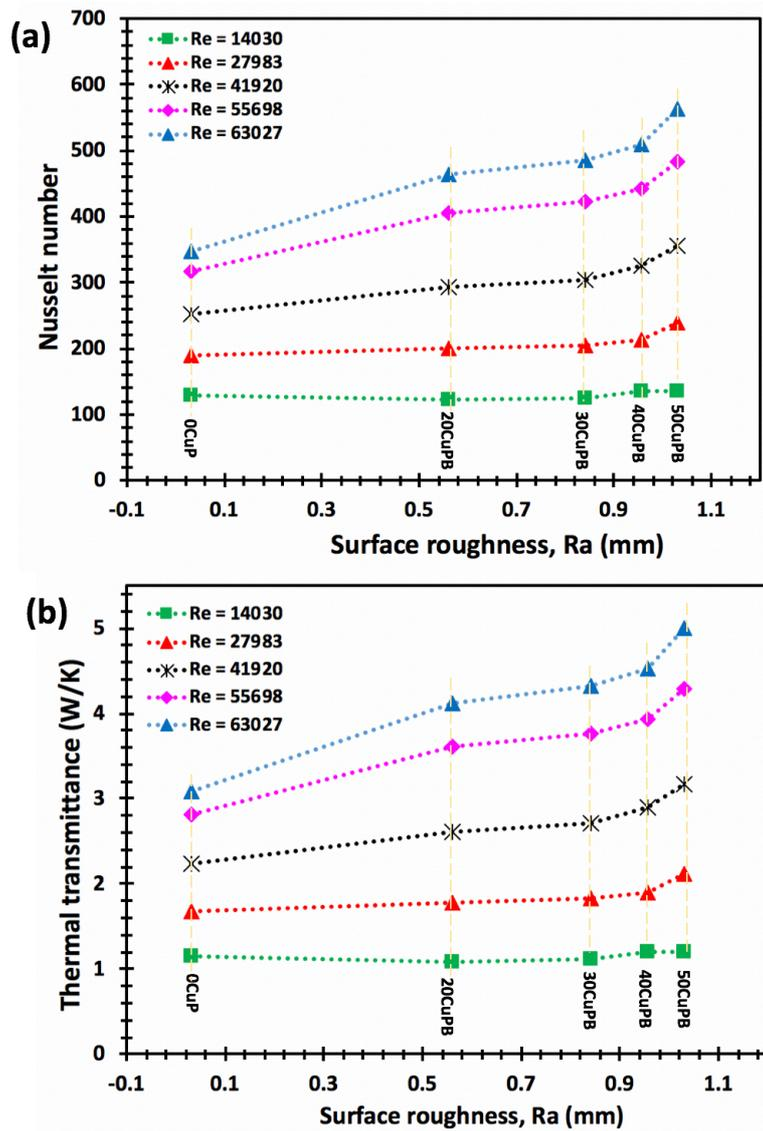 (a)
Re = 14030
Re = 27983
Re = 41920
Re = 55698
Re = 63027
700
600
500
400
300
200
100
0
Nusselt number
0CuP
20CuPB
30CuPB
40CuPB
50CuPB
-0.1
0.1
0.3
0.5
0.7
0.9
1.1
Surface roughness, Ra (mm)
(b)
Re = 14030
Re = 27983
Re = 41920
Re = 55698
Re = 63027
5
4
3
2
1
0
Thermal transmittance (W/K)
0CuP
20CuPB
30CuPB
40CuPB
50CuPB
-0.1
0.1
0.3
0.5
0.7
0.9
1.1
Surface roughness, Ra (mm)